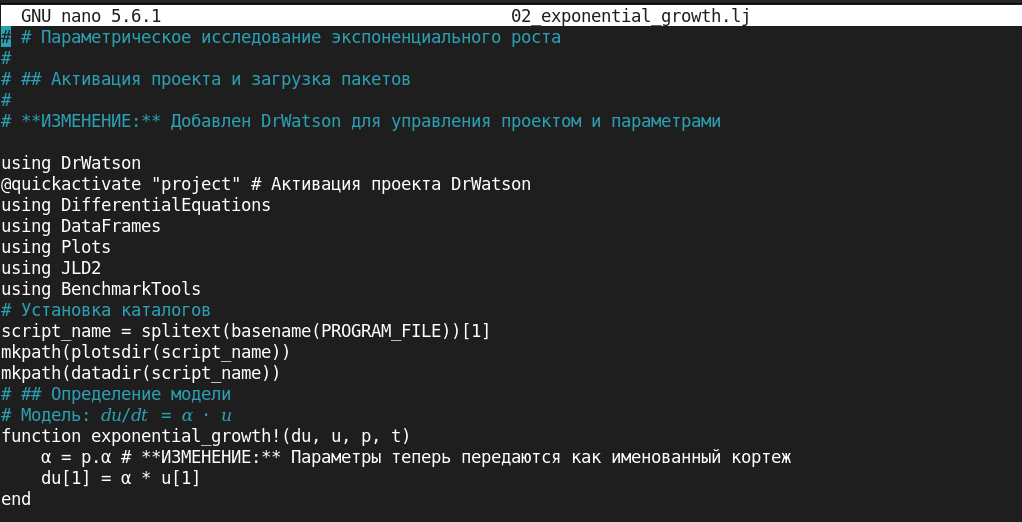 GNU nano 5.6.1 02_exponential_growth.lj
# # Параметрическое исследование экспоненциального роста
#
# ## Активация проекта и загрузка пакетов
#
# **ИЗМЕНЕНИЕ:** Добавлен DrWatson для управления проектом и параметрами

using DrWatson
@quickactivate "project" # Активация проекта DrWatson
using DifferentialEquations
using DataFrames
using Plots
using JLD2
using BenchmarkTools
# Установка каталогов
script_name = splitext(basename(PROGRAM_FILE))[1]
mkpath(plotsdir(script_name))
mkpath(datadir(script_name))
# ## Определение модели
# Модель: 𝑑𝑢/𝑑𝑡 = 𝛼 · 𝑢
function exponential_growth!(du, u, p, t)
    α = p.α # **ИЗМЕНЕНИЕ:** Параметры теперь передаются как именованный кортеж
    du[1] = α * u[1]
end